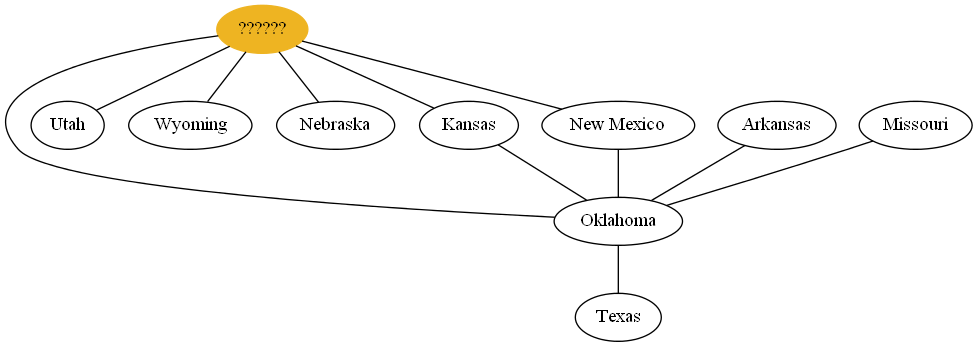 ??????
Utah
Wyoming
Nebraska
Kansas
New Mexico
Arkansas
Missouri
Oklahoma
Texas